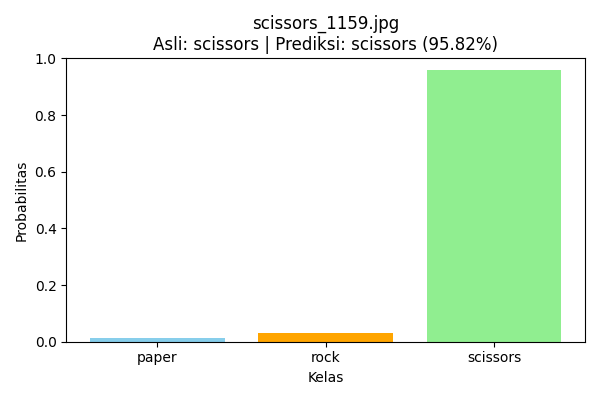 scissors_1159.jpg
Asli: scissors | Prediksi: scissors (95.82%)
1.0
0.8
0.6
0.4
0.2
0.0
Probabilitas
paper
rock
scissors
Kelas